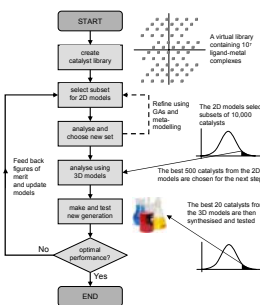 START
create
catalyst library
select subset
for 2D models
analyse and
choose new set
analyse using
3D models
make and test
new generation
optimal
performance?
No
Yes
END
Feed back
figures of
merit
and update
models
Refine using
GAs and
meta-
modelling
A virtual library
containing
ligand-metal
complexes
The 2D models select
subsets of 10,000
catalysts
The best 500 catalysts from the 2D
models are chosen for the next step
The best 20 catalysts from
the 3D models are then
synthesised and tested